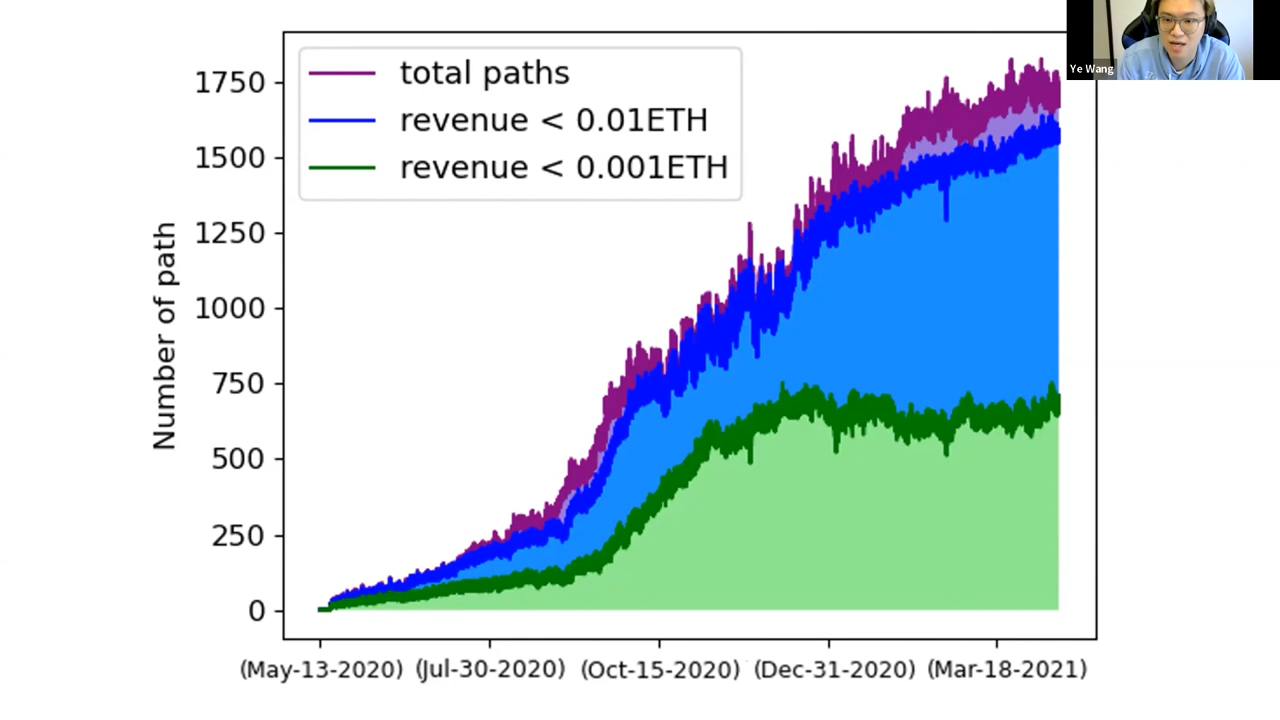 total paths
revenue < 0.01ETH
revenue < 0.001ETH
Ye Wang
Number of path
1750
1500
1250
1000
750
500
250
0
(May-13-2020) (Jul-30-2020) (Oct-15-2020) (Dec-31-2020) (Mar-18-2021)